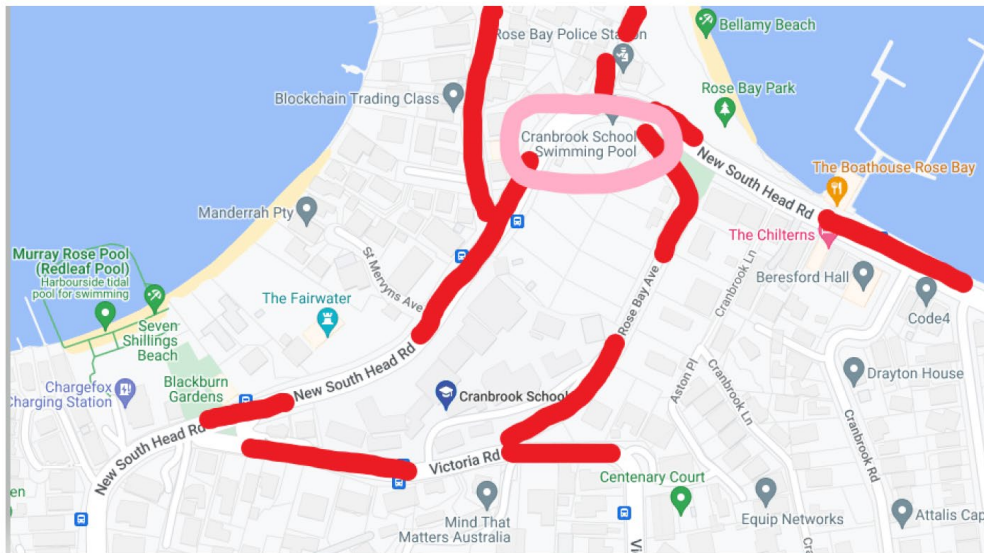 Bellamy Beach
Rose Bay Police Station
Blockchain Trading Class
Rose Bay Park
Cranbrook School
Swimming Pool
New South Head Rd
The Boathouse Rose Bay
Manderrah Pty
The Chilterns
Murray Rose Pool
(Redleaf Pool)
Harbourside tidal
pool for swimming
St Mervyns Ave
Cranbrook Ln
Beresford Hall
The Fairwater
Rose Bay Ave
Code4
Seven
Shillings
Beach
New South Head Rd
Drayton House
Chargefox
Charging Station
Blackburn
Gardens
Cranbrook School
Aston Pl
Cranbrook Ln
Cranbrook Rd
New South Head Rd
Victoria Rd
Centenary Court
en
Mind That
Matters Australia
Equip Networks
Attalis Cap
Cra